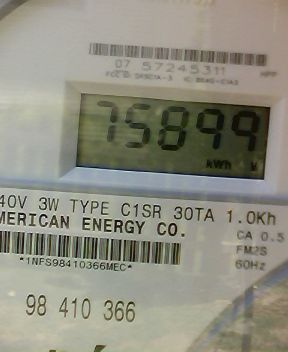 07 57245311
75899
kWh
40V 3W TYPE C1SR 30TA 1.0Kh
MERICAN ENERGY CO.
CA 0.5
FM2S
60Hz
*1NFS98410366MEC*
98 410 366